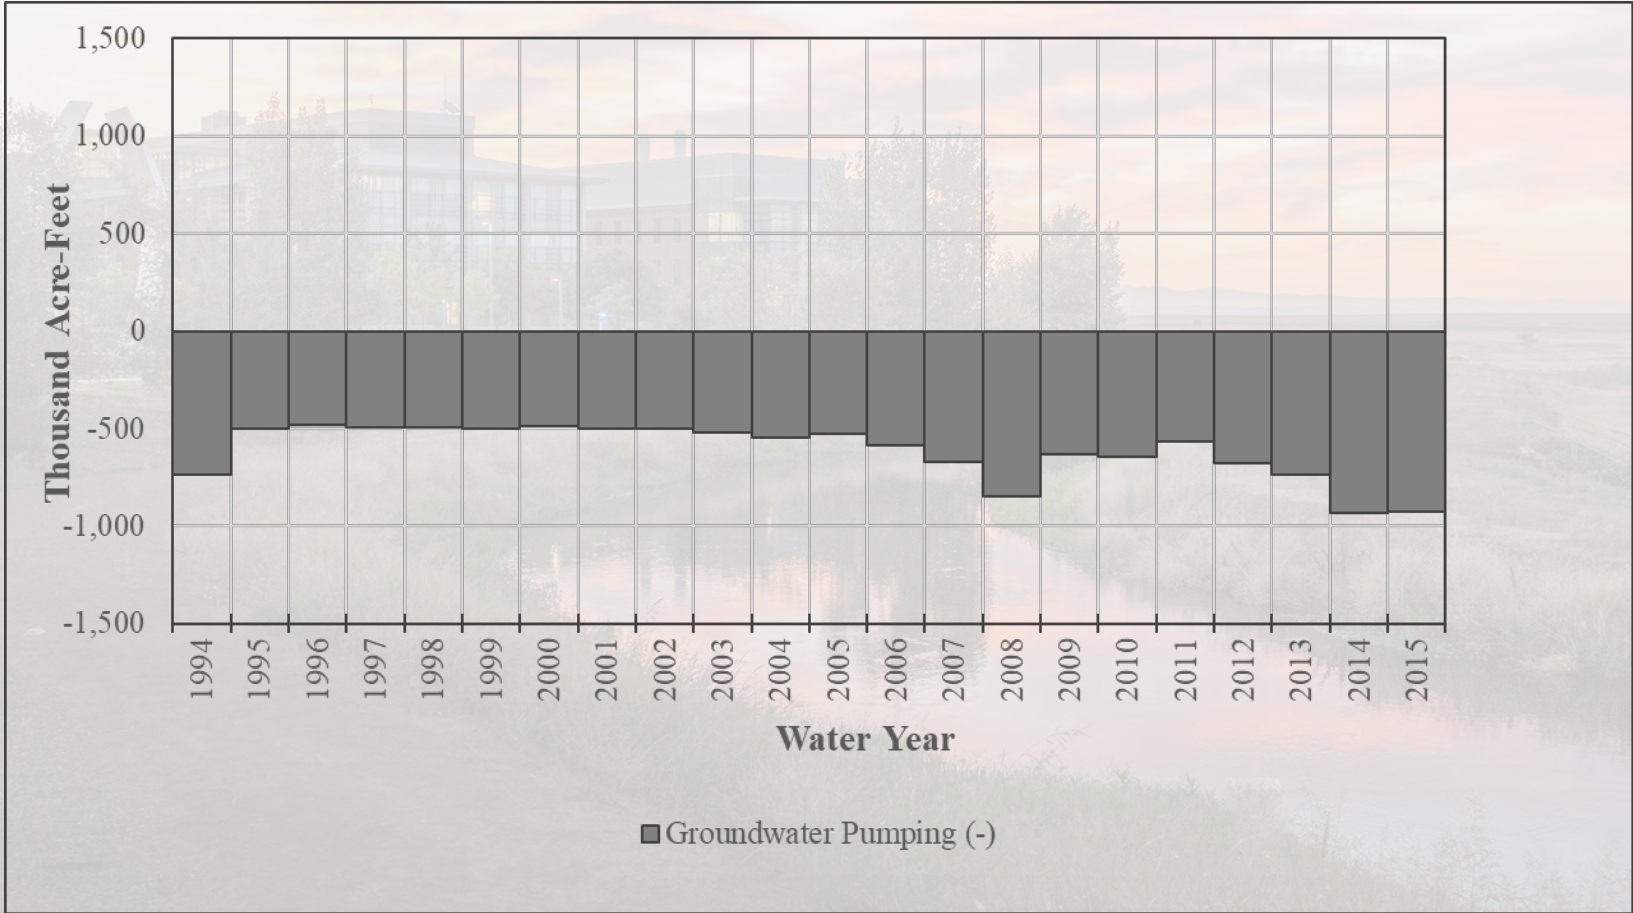 1,500
1,000
500
0
-500
-1,000
-1,500
Thousand Acre-Feet
1994 1995 1996 1997 1998 1999 2000 2001 2002 2003 2004 2005 2006 2007 2008 2009 2010 2011 2012 2013 2014 2015
Water Year
Groundwater Pumping (-)